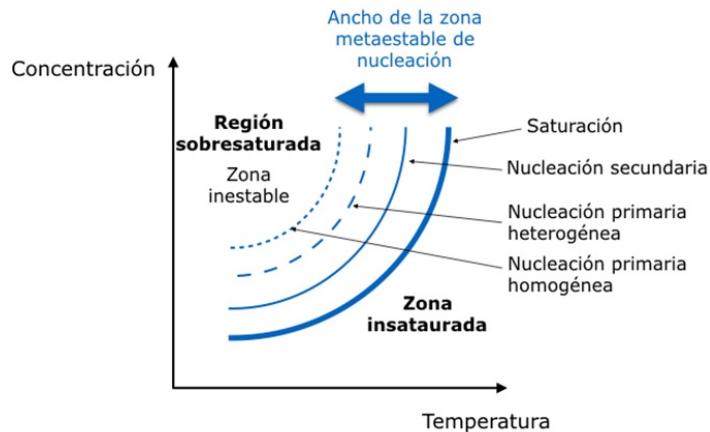 Ancho de la zona
metaestable de
nucleación
Concentración
Región
sobresaturada
Zona
inestable
Saturación
Nucleación secundaria
Nucleación primaria
heterogénea
Nucleación primaria
homogénea
Zona
insataurada
Temperatura